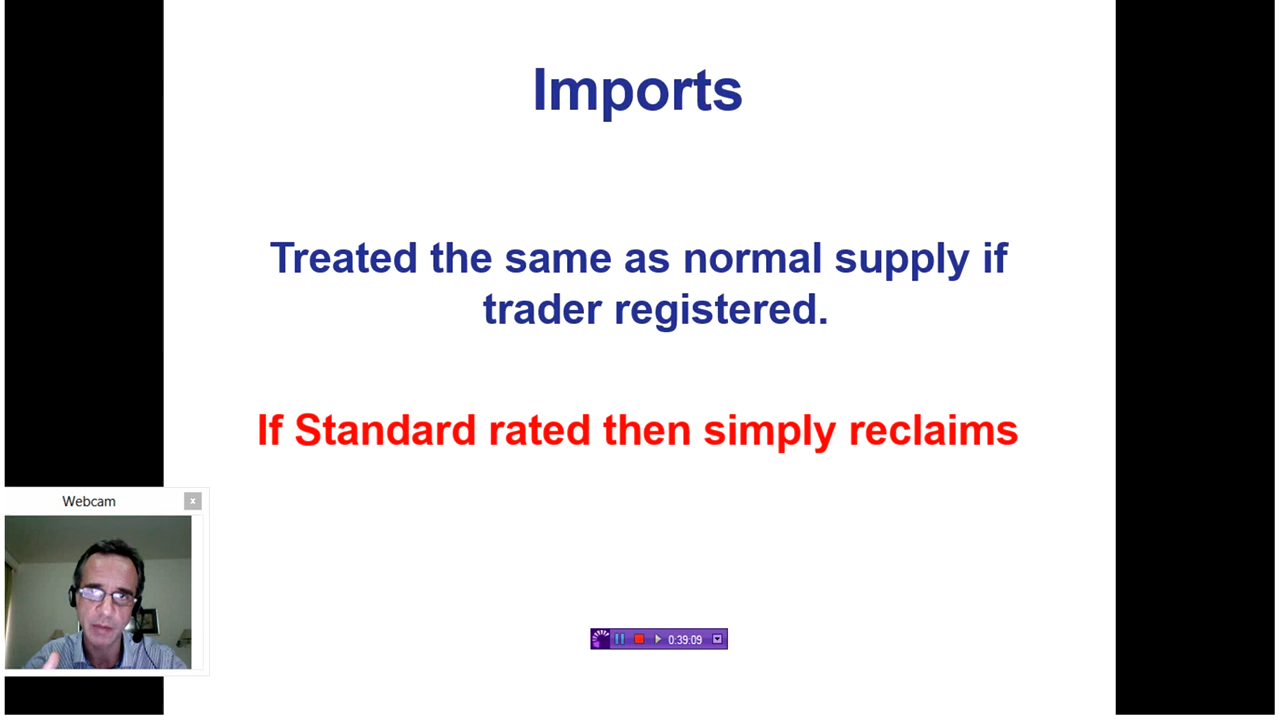 Imports
Treated the same as normal supply if
trader registered.
If Standard rated then simply reclaims
Webcam
x
0:39:09